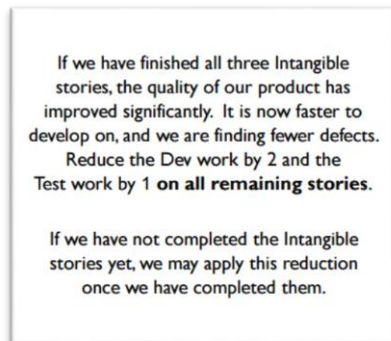 If we have finished all three Intangible
stories, the quality of our product has
improved significantly. It is now faster to
develop on, and we are finding fewer defects.
Reduce the Dev work by 2 and the
Test work by 1 on all remaining stories.
If we have not completed the Intangible
stories yet, we may apply this reduction
once we have completed them.